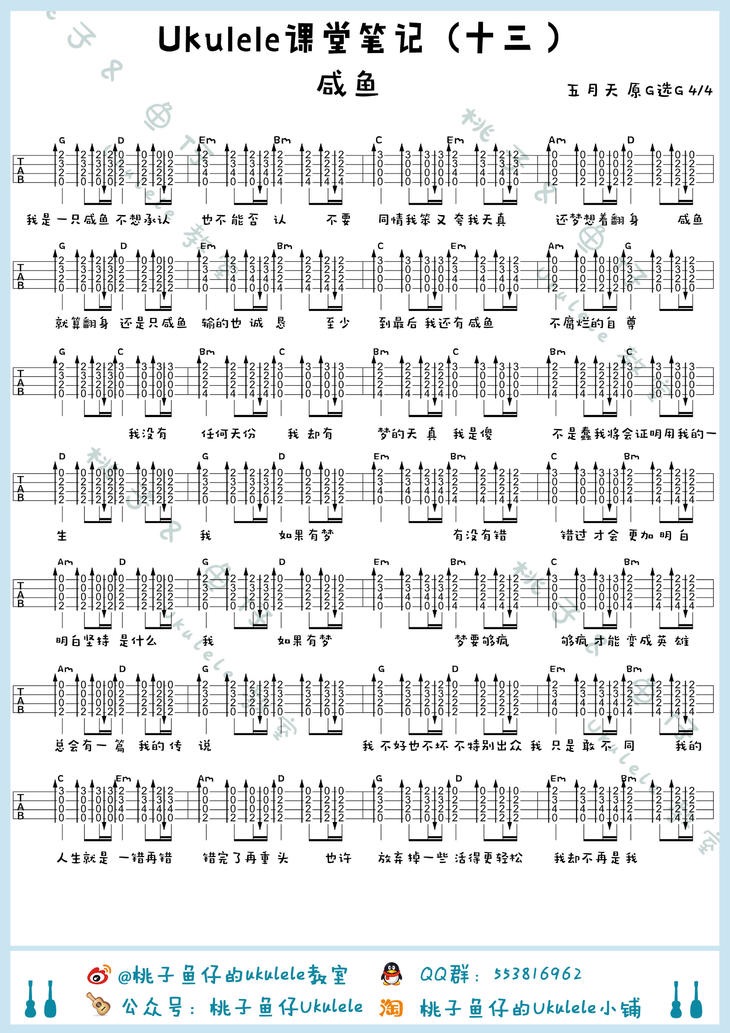 Ukulele课堂笔记（十三）
咸鱼
五月天 原G选G 4/4
G D Em Bm C Em Am D
我是一只咸鱼 不想承认 也不能否 认 不要 同情我笨又 夸我天真 还梦想着翻身 咸鱼
G D Em Bm C Em Am G
就算翻身 还是只咸鱼 输的也 诚 恳 至少 到最后 我还有咸鱼 不腐烂的自 尊
G C Bm C Bm C Bm C
我没有 任何天份 我 却有 梦的天 真 我是傻 不是蠢我将会证明用我的一
D G D Em Bm C Bm
生 我 如果有梦 有没有错 错过才会 更加 明白
Am D G D Em Bm C Bm
明白坚持 是什么 我 如果有梦 梦要够疯 够疯才能 变成英雄
Am D G G D Em Bm
总会有一 篇 我的传 说 我 不好也不坏 不特别出众 我 只是 敢 不 同 我的
C Em Am D G D Em Bm
人生就是 一错再错 错完了再重 头 也许 放弃掉一些 活得更轻松 我却不再是我
@桃子鱼仔的ukulele教室 QQ群：553816962
公众号：桃子鱼仔Ukulele 淘 桃子鱼仔的Ukulele小铺